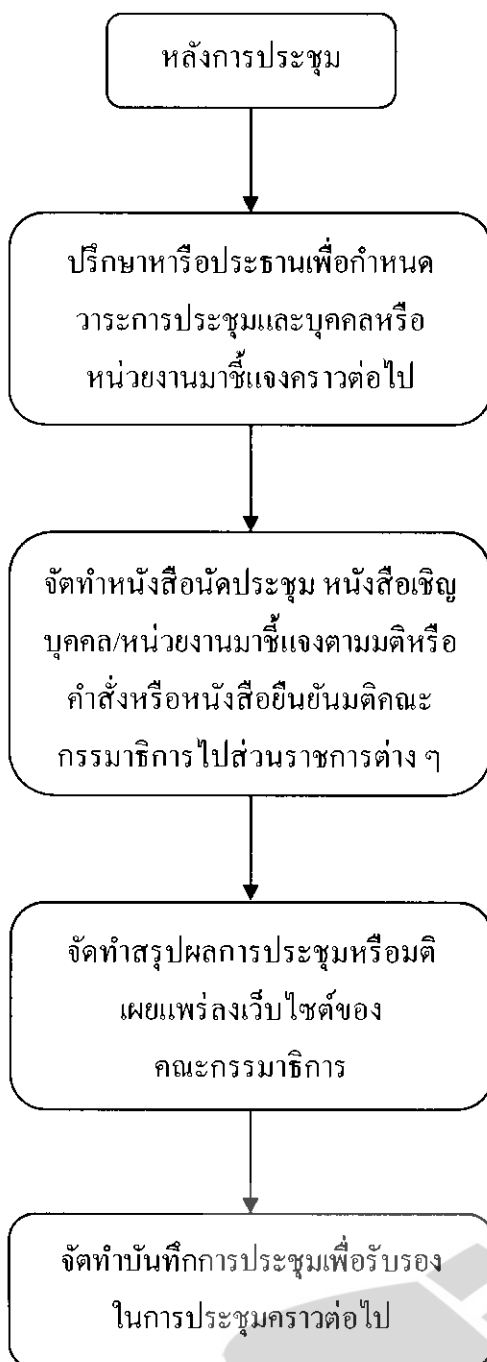 หลังการประชุม
ปรึกษาหารือประธานเพื่อกำหนด
วาระการประชุมและบุคคลหรือ
หน่วยงานมาชี้แจงคราวต่อไป
จัดทำหนังสือนัดประชุม หนังสือเชิญ
บุคคล/หน่วยงานมาชี้แจงตามมติหรือ
คำสั่งหรือหนังสือยืนยันมติคณะ
กรรมาธิการไปส่วนราชการต่าง ๆ
จัดทำสรุปผลการประชุมหรือมติ
เผยแพร่ลงเว็บไซต์ของ
คณะกรรมาธิการ
จัดทำบันทึกการประชุมเพื่อรับรอง
ในการประชุมคราวต่อไป